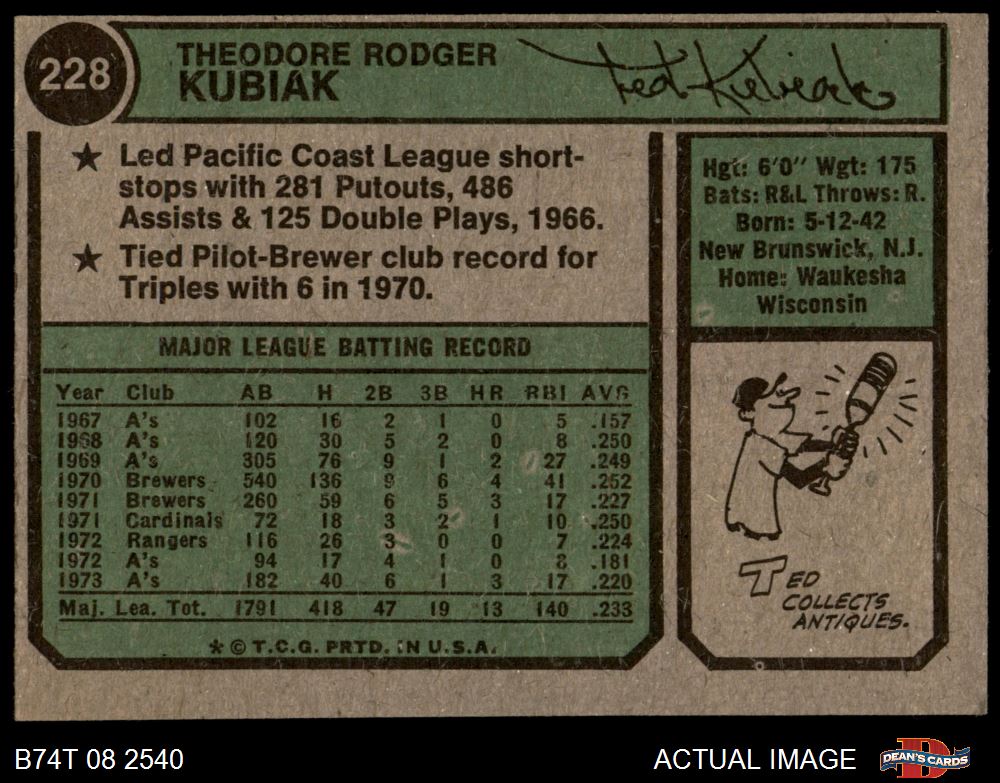 228
THEODORE RODGER
KUBIAK
Ted Kubiak
★ Led Pacific Coast League short-
stops with 281 Putouts, 486
Assists & 125 Double Plays, 1966.
★ Tied Pilot-Brewer club record for
Triples with 6 in 1970.
MAJOR LEAGUE BATTING RECORD
Year Club AB H 2B 3B HR RBI AVG
1967 A's 102 16 2 1 0 5 .157
1968 A's 120 30 5 2 0 8 .250
1969 A's 305 76 9 1 2 27 .249
1970 Brewers 540 136 9 6 4 41 .252
1971 Brewers 260 59 6 5 3 17 .227
1971 Cardinals 72 18 3 2 1 10 .250
1972 Rangers 116 26 3 0 0 7 .224
1972 A's 94 17 4 1 0 8 .181
1973 A's 182 40 6 1 3 17 .220
Maj. Lea. Tot. 1791 418 47 19 13 140 .233
* © T.C.G. PRTD. IN U.S.A.
Hgt: 6'0" Wgt: 175
Bats: R&L Throws: R.
Born: 5-12-42
New Brunswick, N.J.
Home: Waukesha
Wisconsin
TED
COLLECTS
ANTIQUES.
B74T 08 2540
ACTUAL IMAGE
DEAN'S CARDS